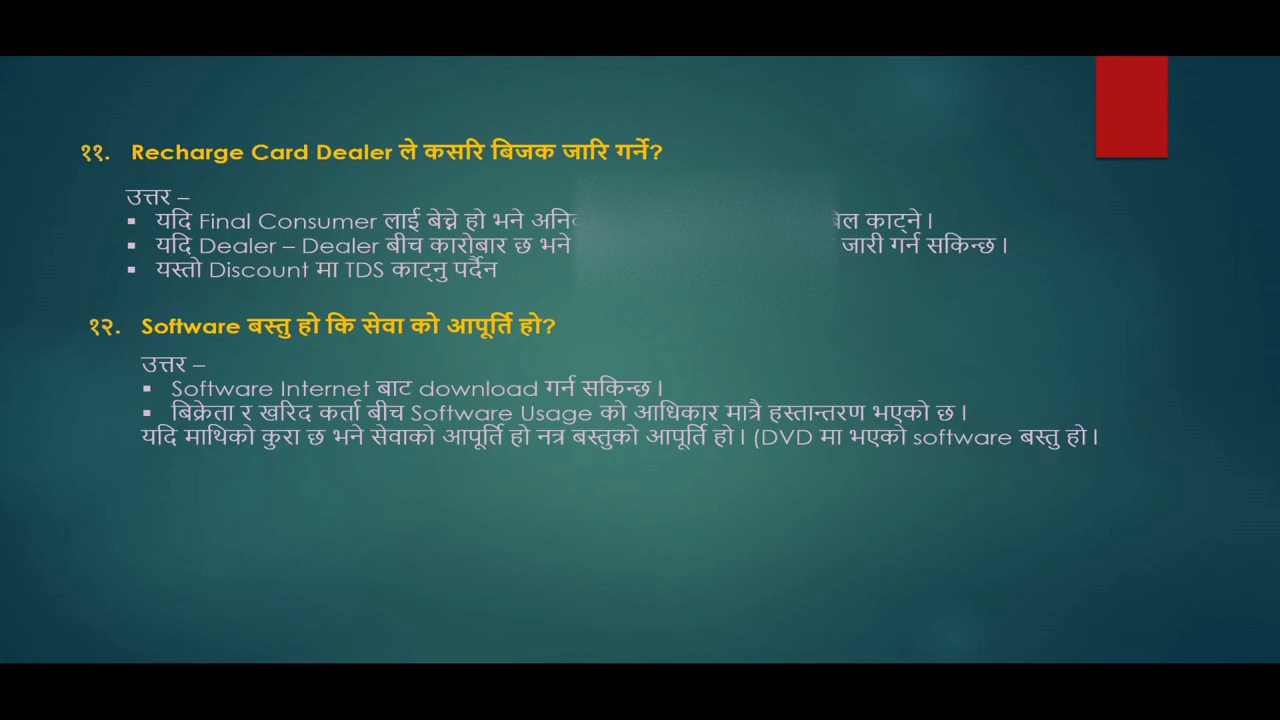 ११. Recharge Card Dealer ले कसरि बिजक जारि गर्ने?
उत्तर –
▪ यदि Final Consumer लाई बेच्ने हो भने काट्ने ।
▪ यदि Dealer – Dealer बीच कारोबार छ भने जारी गर्न सकिन्छ ।
▪ यस्तो Discount मा TDS काट्नु पर्दैन
१२. Software बस्तु हो कि सेवा को आपूर्ति हो?
उत्तर –
▪ Software Internet बाट download गर्न सकिन्छ ।
▪ बिक्रेता र खरिद कर्ता बीच Software Usage को आधिकार मात्रै हस्तान्तरण भएको छ ।
यदि माथिको कुरा छ भने सेवाको आपूर्ति हो नत्र बस्तुको आपूर्ति हो । (DVD मा भएको software बस्तु हो ।